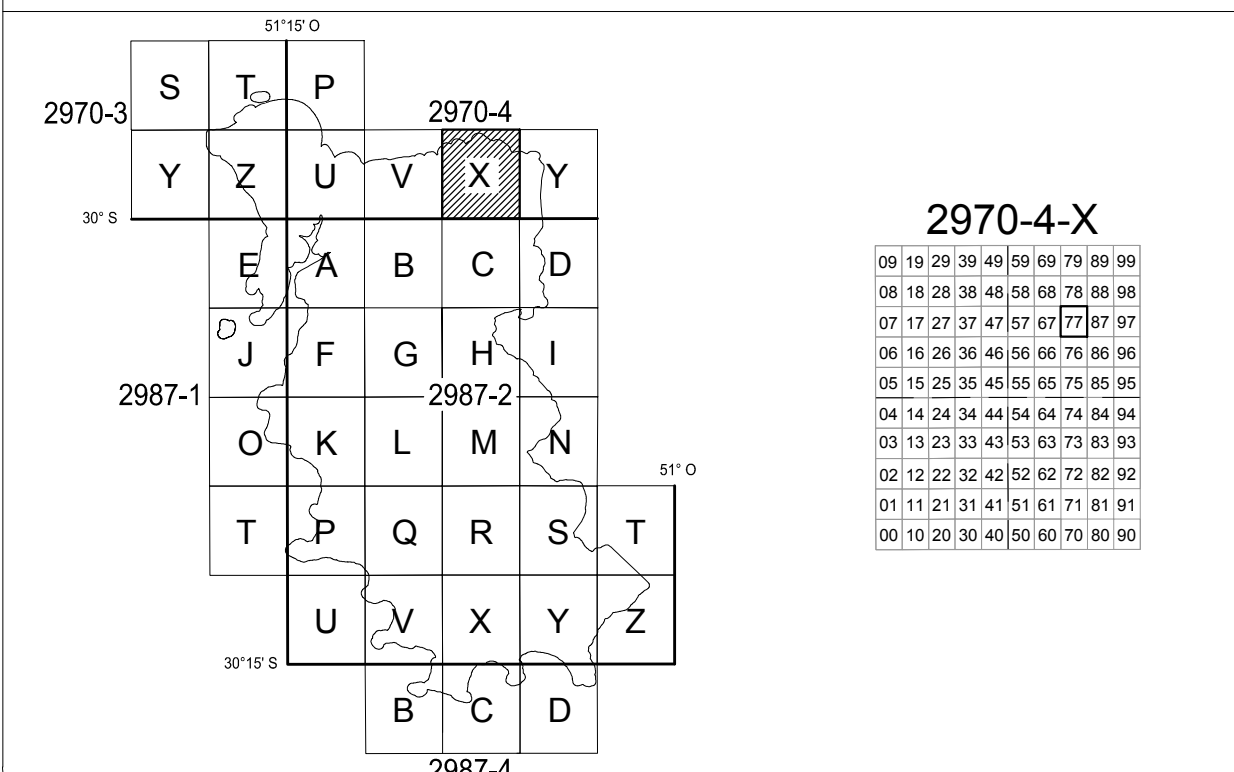 51°15' O
S T P
2970-3 2970-4
Y Z U V X Y
30° S
E A B C D
J F G H I
2987-1 2987-2
O K L M N
51° O
T P Q R S T
U V X Y Z
30°15' S
B C D
2987-4
2970-4-X
09 19 29 39 49 59 69 79 89 99
08 18 28 38 48 58 68 78 88 98
07 17 27 37 47 57 67 77 87 97
06 16 26 36 46 56 66 76 86 96
05 15 25 35 45 55 65 75 85 95
04 14 24 34 44 54 64 74 84 94
03 13 23 33 43 53 63 73 83 93
02 12 22 32 42 52 62 72 82 92
01 11 21 31 41 51 61 71 81 91
00 10 20 30 40 50 60 70 80 90